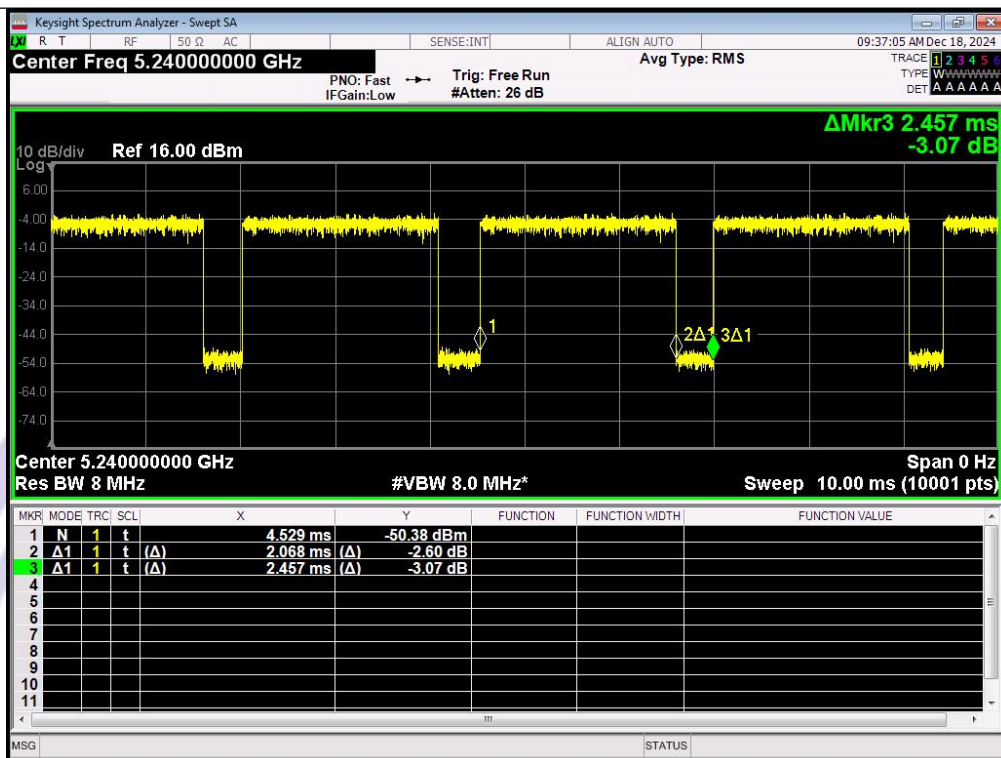 Keysight Spectrum Analyzer - Swept SA
LXI R T RF 50 Ω AC SENSE:INT ALIGN AUTO 09:37:05 AM Dec 18, 2024
Center Freq 5.240000000 GHz
Avg Type: RMS
TRACE 1 2 3 4 5 6
PNO: Fast Trig: Free Run
TYPE WWWWWW
IFGain:Low #Atten: 26 dB
DET A A A A A A
ΔMkr3 2.457 ms
-3.07 dB
10 dB/div Ref 16.00 dBm
Log
6.00
-4.00
-14.0
-24.0
-34.0
-44.0
-54.0
-64.0
-74.0
1
2Δ1 3Δ1
Center 5.240000000 GHz Span 0 Hz
Res BW 8 MHz #VBW 8.0 MHz* Sweep 10.00 ms (10001 pts)
MKR MODE TRC SCL X Y FUNCTION FUNCTION WIDTH FUNCTION VALUE
1 N 1 t 4.529 ms -50.38 dBm
2 Δ1 1 t (Δ) 2.068 ms (Δ) -2.60 dB
3 Δ1 1 t (Δ) 2.457 ms (Δ) -3.07 dB
4
5
6
7
8
9
10
11
MSG STATUS